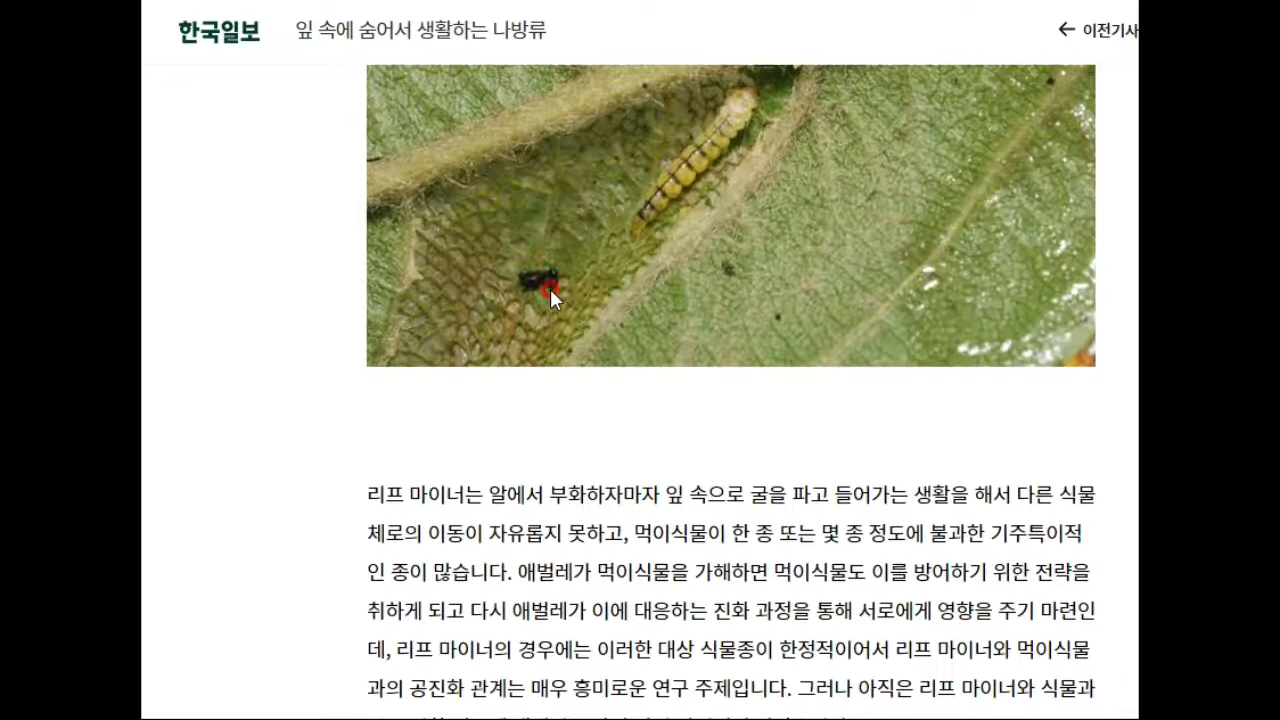 한국일보 잎 속에 숨어서 생활하는 나방류 ← 이전기사
리프 마이너는 알에서 부화하자마자 잎 속으로 굴을 파고 들어가는 생활을 해서 다른 식물
체로의 이동이 자유롭지 못하고, 먹이식물이 한 종 또는 몇 종 정도에 불과한 기주특이적
인 종이 많습니다. 애벌레가 먹이식물을 가해하면 먹이식물도 이를 방어하기 위한 전략을
취하게 되고 다시 애벌레가 이에 대응하는 진화 과정을 통해 서로에게 영향을 주기 마련인
데, 리프 마이너의 경우에는 이러한 대상 식물종이 한정적이어서 리프 마이너와 먹이식물
과의 공진화 관계는 매우 흥미로운 연구 주제입니다. 그러나 아직은 리프 마이너와 식물과